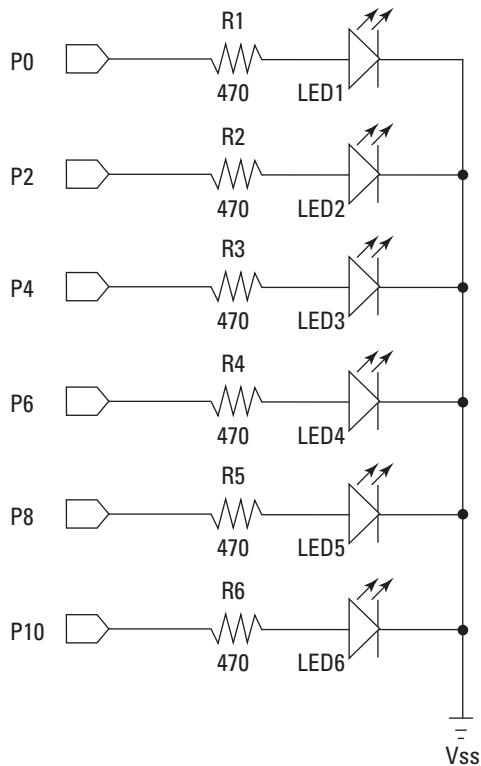 R1
P0
470 LED1
R2
P2
470 LED2
R3
P4
470 LED3
R4
P6
470 LED4
R5
P8
470 LED5
R6
P10
470 LED6
Vss